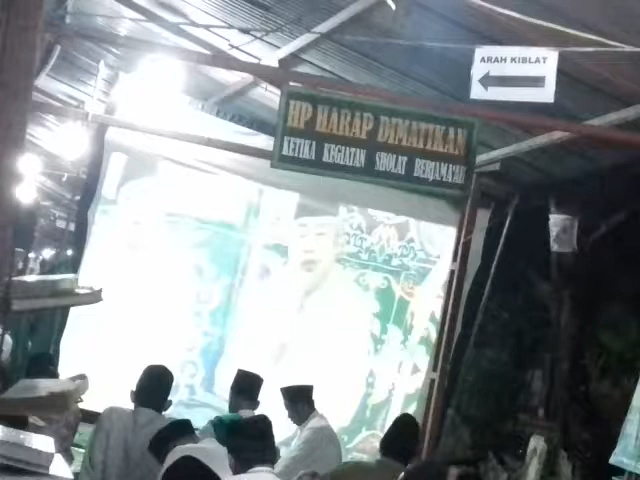 ARAH KIBLAT
HP HARAP DIMATIKAN
KETIKA KEGIATAN SHOLAT BERJAMA'AH